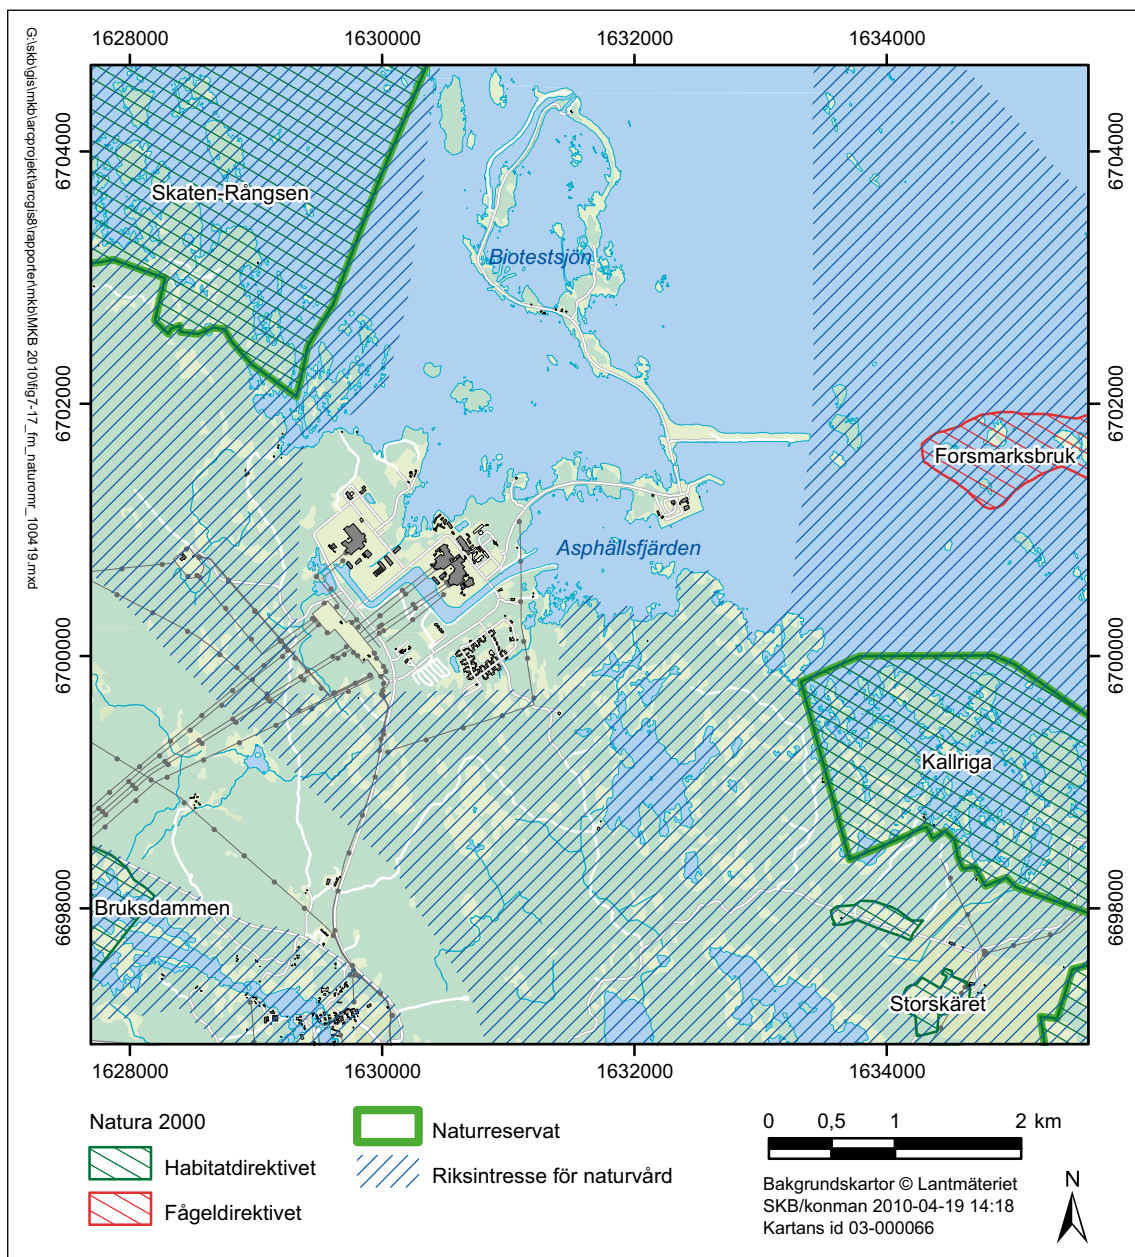 1628000 1630000 1632000 1634000
G:\skb\gis\mkb\arcprojekt\arcgis8\rapporter\mkb\MKB 2010\fig7-17_fm_naturomr_100419.mxd
6704000 6704000
Skaten-Rångsen
Biotestsjön
6702000 6702000
Forsmarksbruk
Asphällsfjärden
6700000 6700000
Kallriga
6698000 6698000
Bruksdammen
Storskäret
1628000 1630000 1632000 1634000
Natura 2000
Habitatdirektivet
Fågeldirektivet
Naturreservat
Riksintresse för naturvård
0 0,5 1 2 km
Bakgrundskartor © Lantmäteriet
SKB/konman 2010-04-19 14:18
Kartans id 03-000066
N